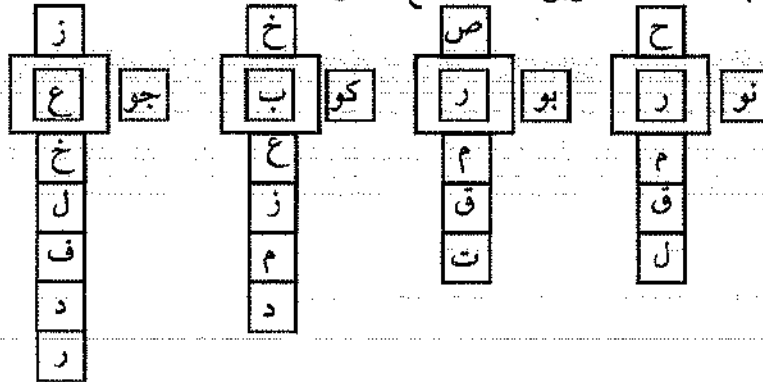 ح ص خ ز
نو ر بو ر كو ب جو ع
م م ع خ
ق ق ز ل
ل ت م ف
د د
ر